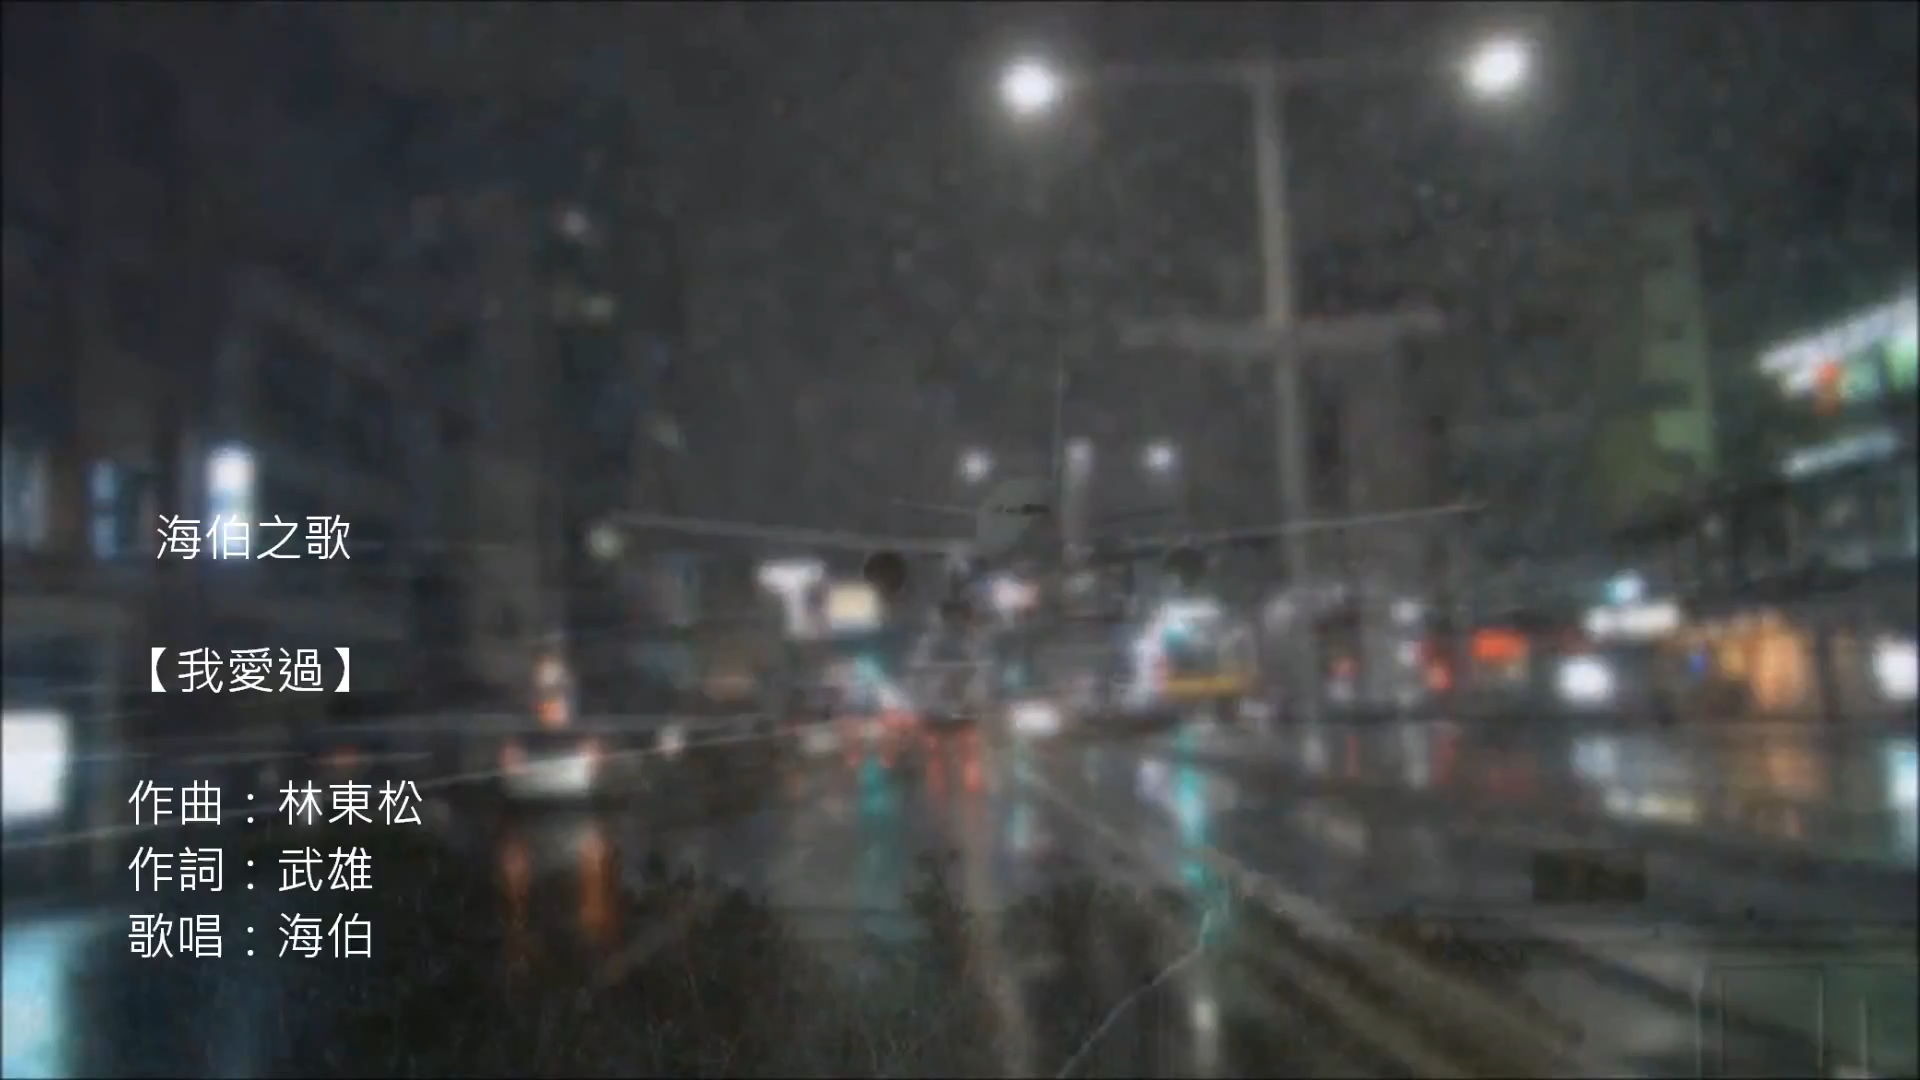 海伯之歌
【我愛過】
作曲：林東松
作詞：武雄
歌唱：海伯